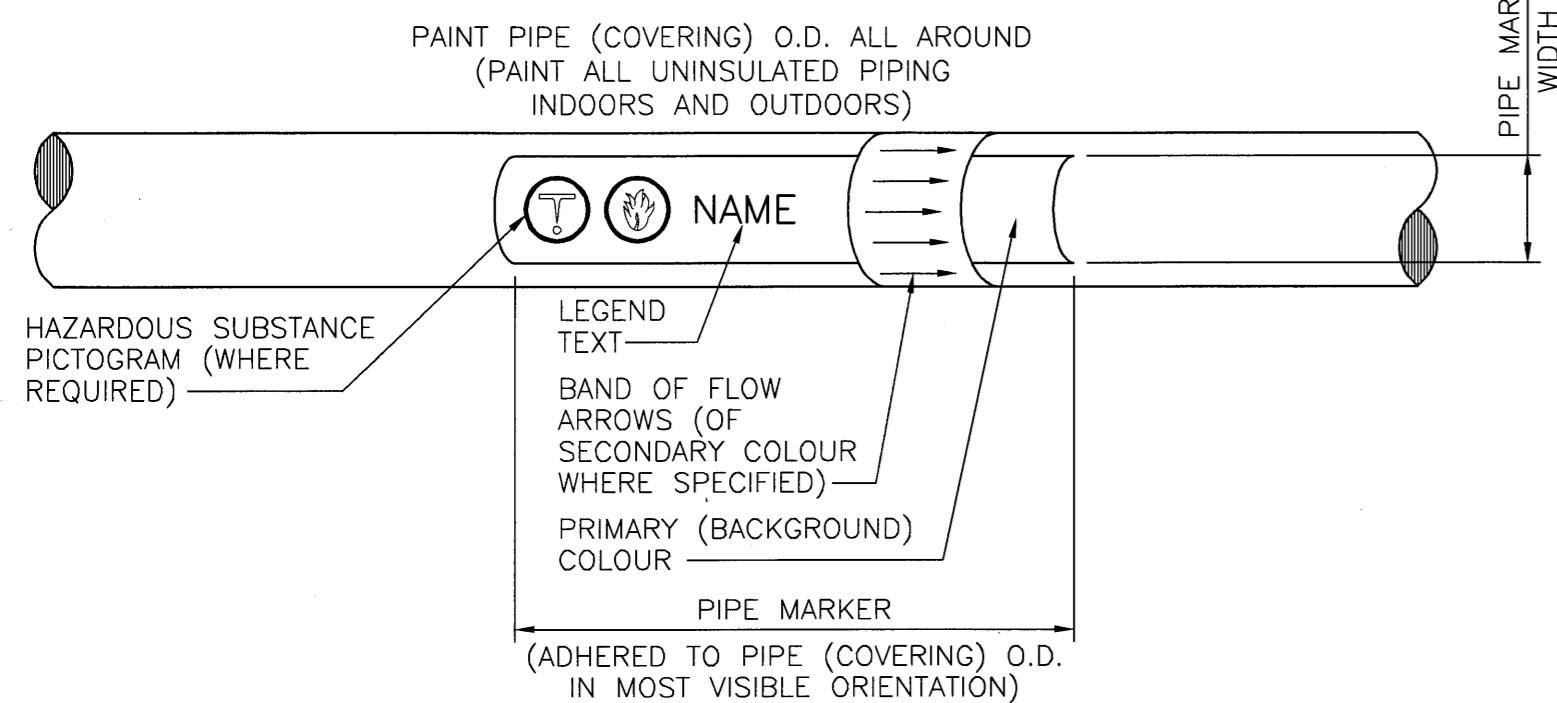 PAINT PIPE (COVERING) O.D. ALL AROUND
(PAINT ALL UNINSULATED PIPING
INDOORS AND OUTDOORS)
PIPE MAR
WIDTH
T
NAME
HAZARDOUS SUBSTANCE
PICTOGRAM (WHERE
REQUIRED)
LEGEND
TEXT
BAND OF FLOW
ARROWS (OF
SECONDARY COLOUR
WHERE SPECIFIED)
PRIMARY (BACKGROUND)
COLOUR
PIPE MARKER
(ADHERED TO PIPE (COVERING) O.D.
IN MOST VISIBLE ORIENTATION)